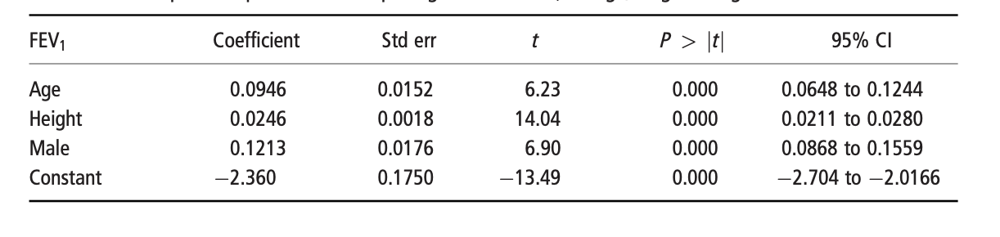 FEV₁ Coefficient Std err t P > |t| 95% CI
Age 0.0946 0.0152 6.23 0.000 0.0648 to 0.1244
Height 0.0246 0.0018 14.04 0.000 0.0211 to 0.0280
Male 0.1213 0.0176 6.90 0.000 0.0868 to 0.1559
Constant −2.360 0.1750 −13.49 0.000 −2.704 to −2.0166